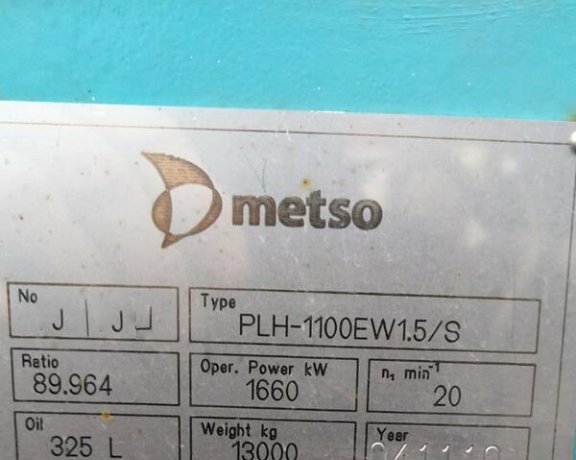 metso
No
Type
PLH-1100EW1.5/S
Ratio
89.964
Oper. Power kW
1660
n₁ min⁻¹
20
Oil
325 L
Weight kg
13000
Year